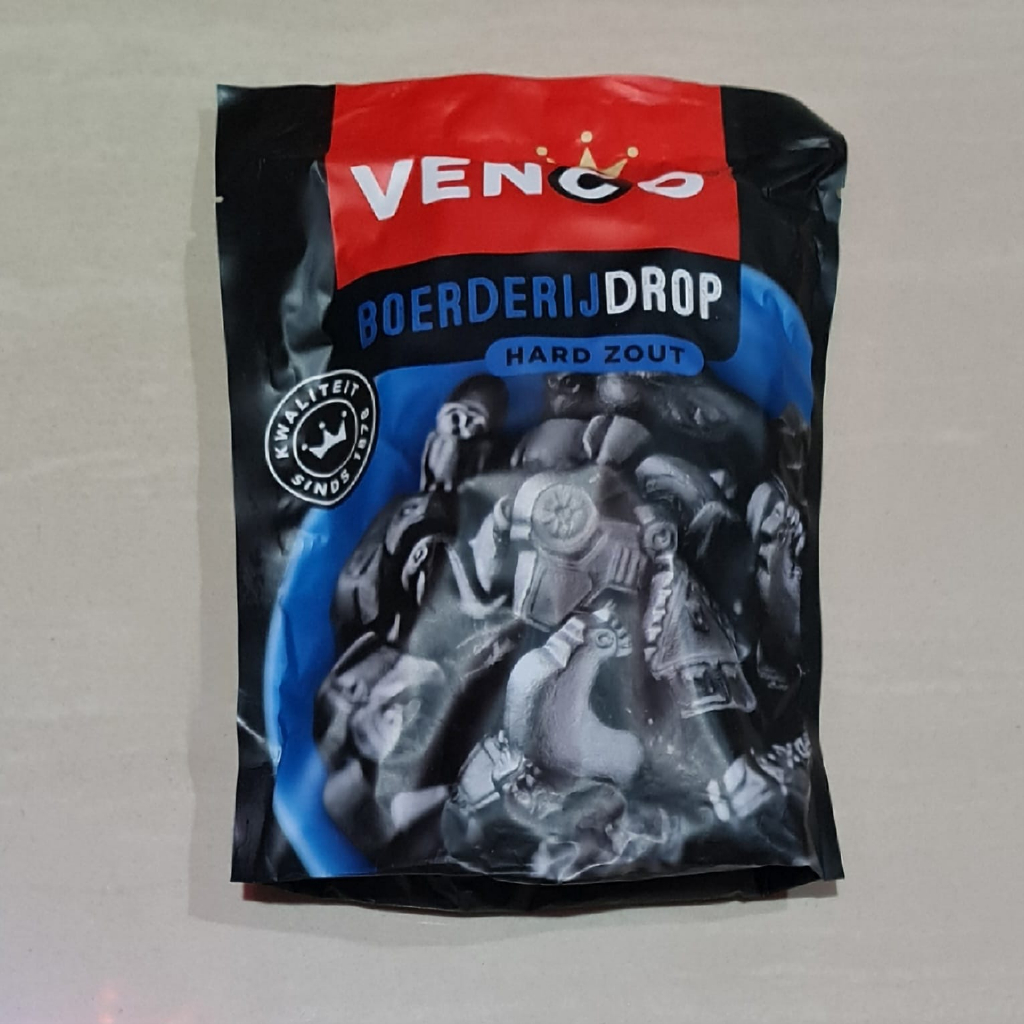 VENCO
BOERDERIJDROP
HARD ZOUT
KWALITEIT
SINDS 1878